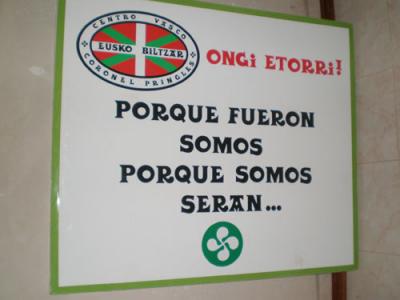 CENTRO VASCO
EUSKO BILTZAR
CORONEL PRINGLES
ONGI ETORRI!
PORQUE FUERON
SOMOS
PORQUE SOMOS
SERAN...